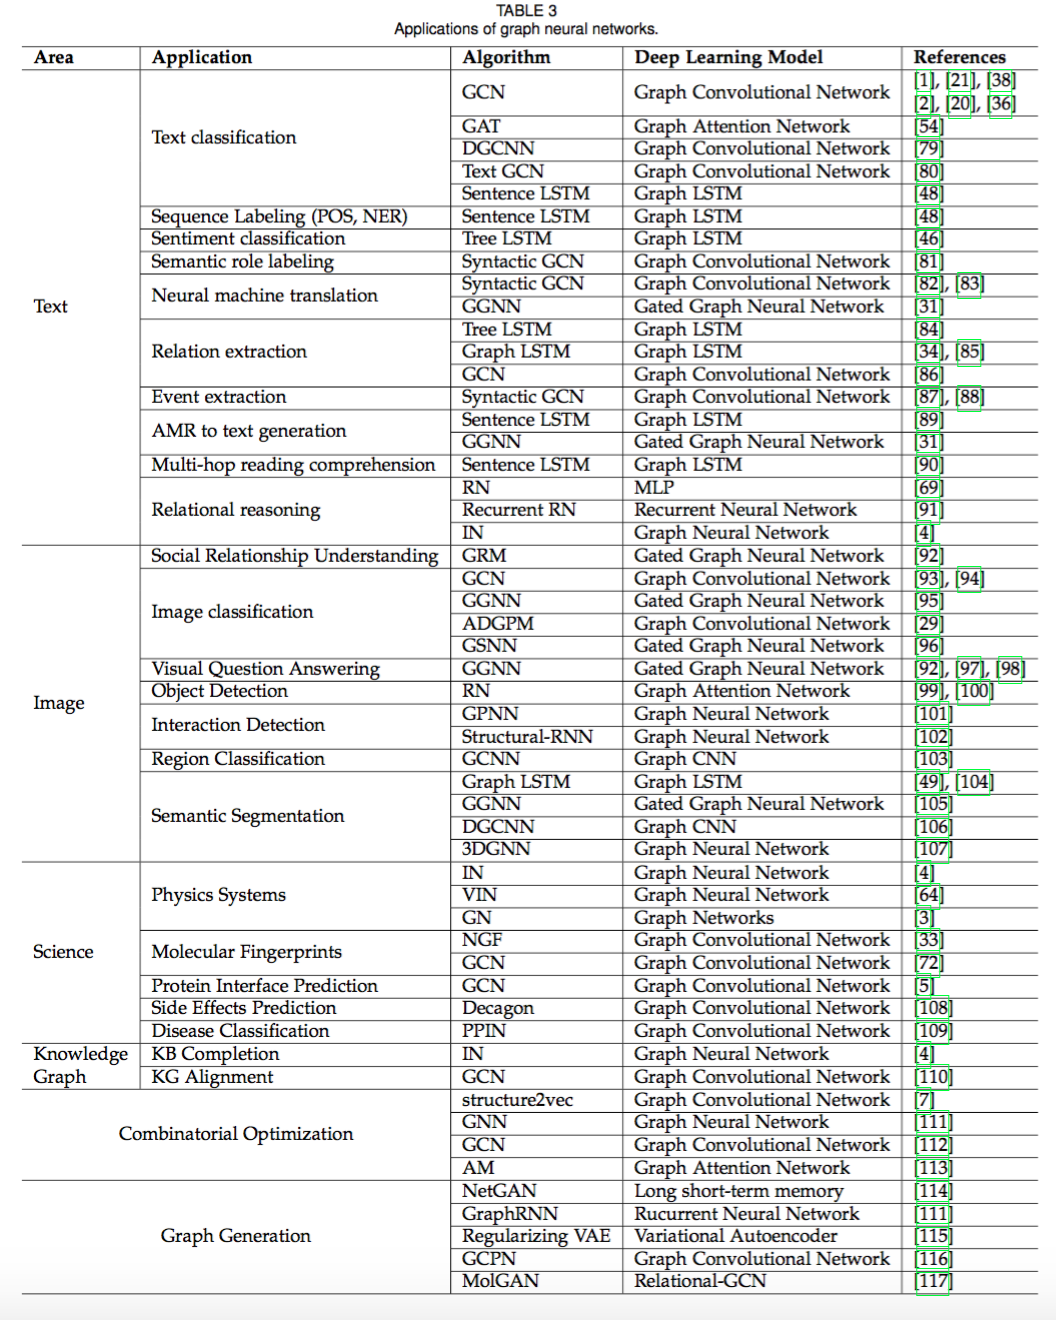 TABLE 3
Applications of graph neural networks.
Area Application Algorithm Deep Learning Model References
Text Text classification GCN Graph Convolutional Network [1], [21], [38]
[2], [20], [36]
GAT Graph Attention Network [54]
DGCNN Graph Convolutional Network [79]
Text GCN Graph Convolutional Network [80]
Sentence LSTM Graph LSTM [48]
Sequence Labeling (POS, NER) Sentence LSTM Graph LSTM [48]
Sentiment classification Tree LSTM Graph LSTM [46]
Semantic role labeling Syntactic GCN Graph Convolutional Network [81]
Neural machine translation Syntactic GCN Graph Convolutional Network [82], [83]
GGNN Gated Graph Neural Network [31]
Relation extraction Tree LSTM Graph LSTM [84]
Graph LSTM Graph LSTM [34], [85]
GCN Graph Convolutional Network [86]
Event extraction Syntactic GCN Graph Convolutional Network [87], [88]
AMR to text generation Sentence LSTM Graph LSTM [89]
GGNN Gated Graph Neural Network [31]
Multi-hop reading comprehension Sentence LSTM Graph LSTM [90]
Relational reasoning RN MLP [69]
Recurrent RN Recurrent Neural Network [91]
IN Graph Neural Network [4]
Image Social Relationship Understanding GRM Gated Graph Neural Network [92]
Image classification GCN Graph Convolutional Network [93], [94]
GGNN Gated Graph Neural Network [95]
ADGPM Graph Convolutional Network [29]
GSNN Gated Graph Neural Network [96]
Visual Question Answering GGNN Gated Graph Neural Network [92], [97], [98]
Object Detection RN Graph Attention Network [99], [100]
Interaction Detection GPNN Graph Neural Network [101]
Structural-RNN Graph Neural Network [102]
Region Classification GCNN Graph CNN [103]
Semantic Segmentation Graph LSTM Graph LSTM [49], [104]
GGNN Gated Graph Neural Network [105]
DGCNN Graph CNN [106]
3DGNN Graph Neural Network [107]
Science Physics Systems IN Graph Neural Network [4]
VIN Graph Neural Network [64]
GN Graph Networks [3]
Molecular Fingerprints NGF Graph Convolutional Network [33]
GCN Graph Convolutional Network [72]
Protein Interface Prediction GCN Graph Convolutional Network [5]
Side Effects Prediction Decagon Graph Convolutional Network [108]
Disease Classification PPIN Graph Convolutional Network [109]
Knowledge KB Completion IN Graph Neural Network [4]
Graph KG Alignment GCN Graph Convolutional Network [110]
Combinatorial Optimization structure2vec Graph Convolutional Network [7]
GNN Graph Neural Network [111]
GCN Graph Convolutional Network [112]
AM Graph Attention Network [113]
Graph Generation NetGAN Long short-term memory [114]
GraphRNN Rucurrent Neural Network [111]
Regularizing VAE Variational Autoencoder [115]
GCPN Graph Convolutional Network [116]
MolGAN Relational-GCN [117]